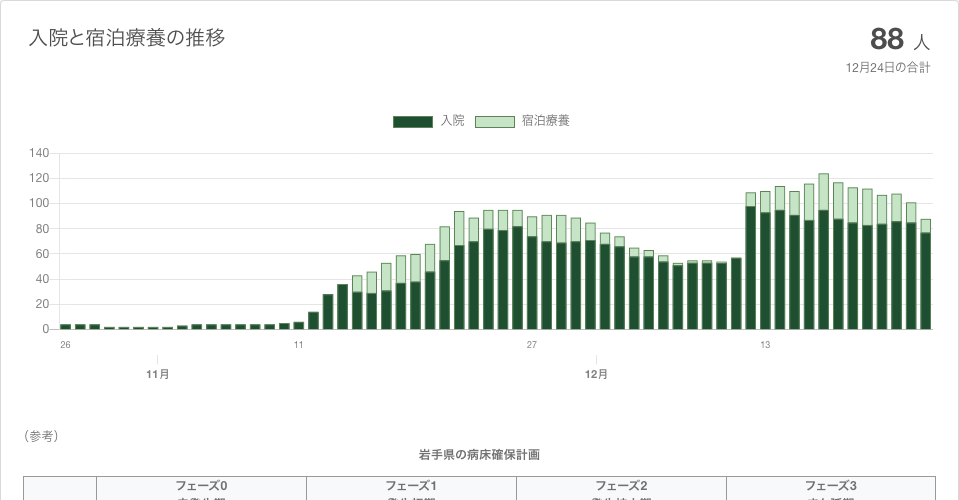 入院と宿泊療養の推移
88 人
12月24日の合計
入院 宿泊療養
140
120
100
80
60
40
20
0
26 11 27 13
11月 12月
（参考）
岩手県の病床確保計画
フェーズ0 フェーズ1 フェーズ2 フェーズ3